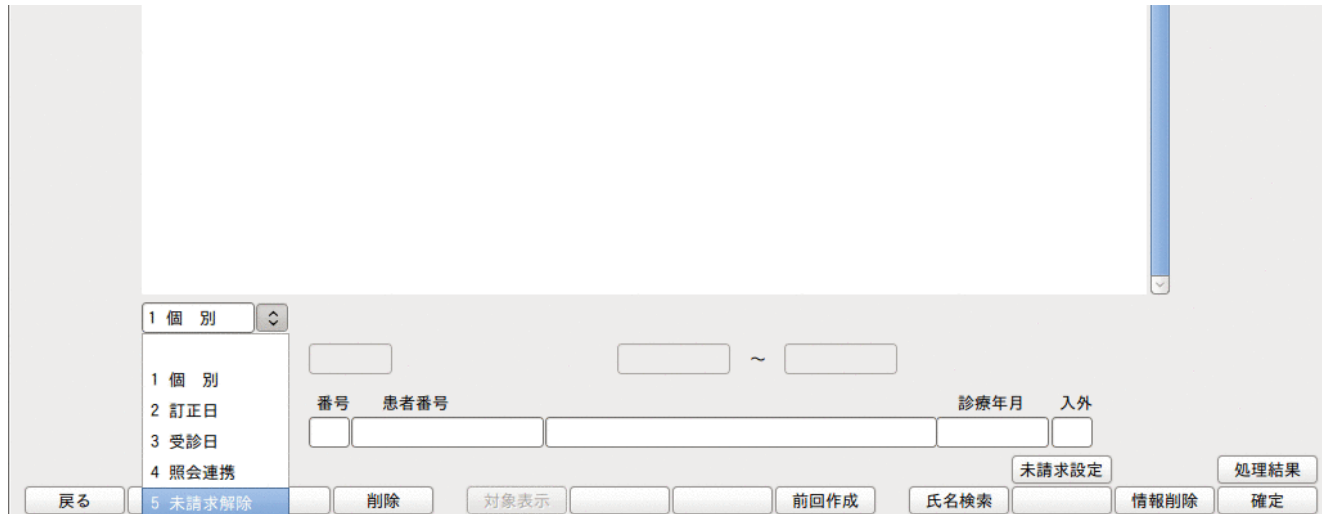 1 個　別
1 個　別
2 訂正日
3 受診日
4 照会連携
5 未請求解除
～
番号 患者番号 診療年月 入外
未請求設定 処理結果
戻る 削除 対象表示 前回作成 氏名検索 情報削除 確定